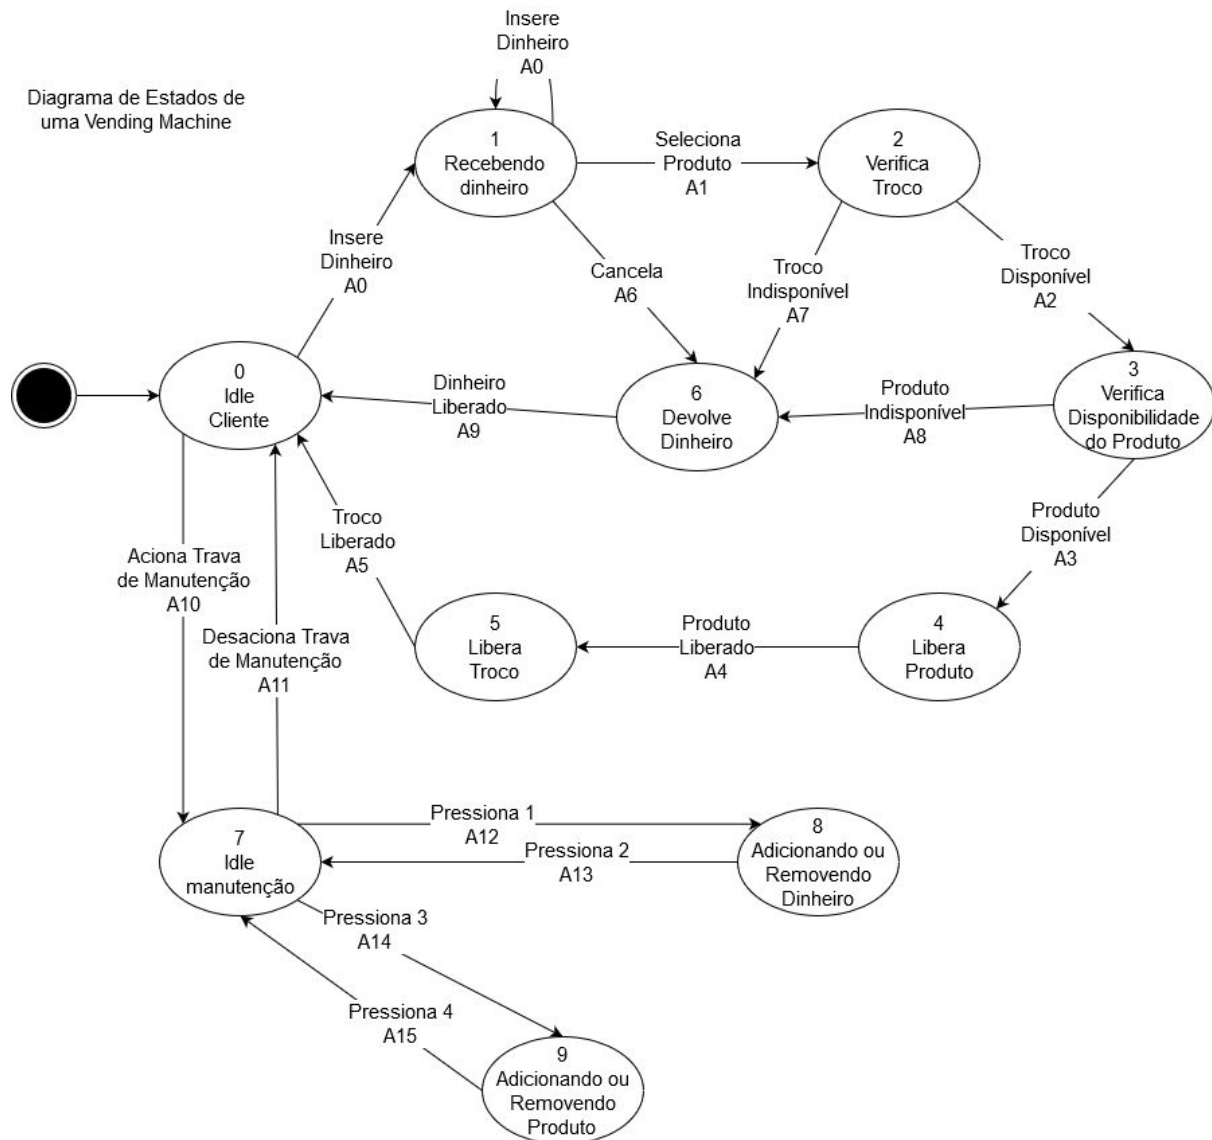 Diagrama de Estados de
uma Vending Machine
Insere
Dinheiro
A0
1
Recebendo
dinheiro
Seleciona
Produto
A1
2
Verifica
Troco
Insere
Dinheiro
A0
Cancela
A6
Troco
Indisponível
A7
Troco
Disponível
A2
0
Idle
Cliente
Dinheiro
Liberado
A9
6
Devolve
Dinheiro
Produto
Indisponível
A8
3
Verifica
Disponibilidade
do Produto
Troco
Liberado
A5
Produto
Disponível
A3
Aciona Trava
de Manutenção
A10
Desaciona Trava
de Manutenção
A11
5
Libera
Troco
Produto
Liberado
A4
4
Libera
Produto
7
Idle
manutenção
Pressiona 1
A12
Pressiona 2
A13
8
Adicionando ou
Removendo
Dinheiro
Pressiona 3
A14
Pressiona 4
A15
9
Adicionando ou
Removendo
Produto